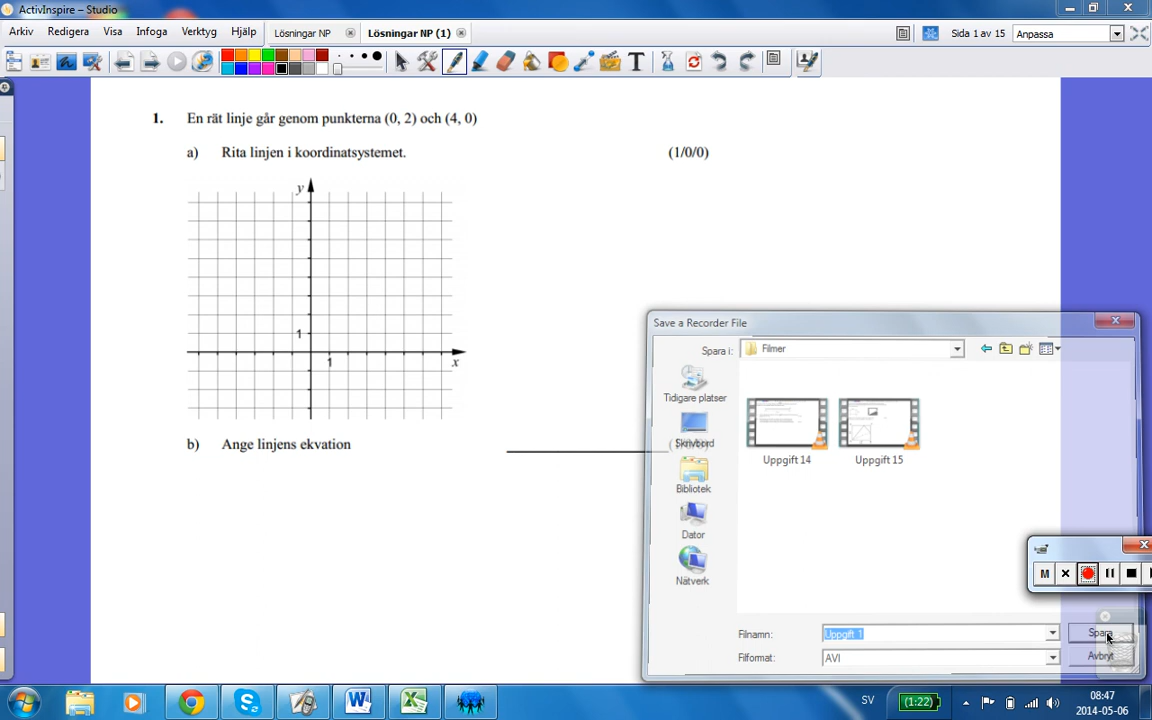 ActivInspire – Studio
Arkiv Redigera Visa Infoga Verktyg Hjälp Lösningar NP Lösningar NP (1) Sida 1 av 15 Anpassa
1. En rät linje går genom punkterna (0, 2) och (4, 0)
a) Rita linjen i koordinatsystemet. (1/0/0)
y
1
1
x
b) Ange linjens ekvation
Save a Recorder File
Spara i: Filmer
Tidigare platser
Skrivbord
Bibliotek
Dator
Nätverk
Uppgift 14 Uppgift 15
M
Filnamn: Uppgift 1 Spara
Filformat: AVI Avbryt
SV (1:22) 08:47
2014-05-06